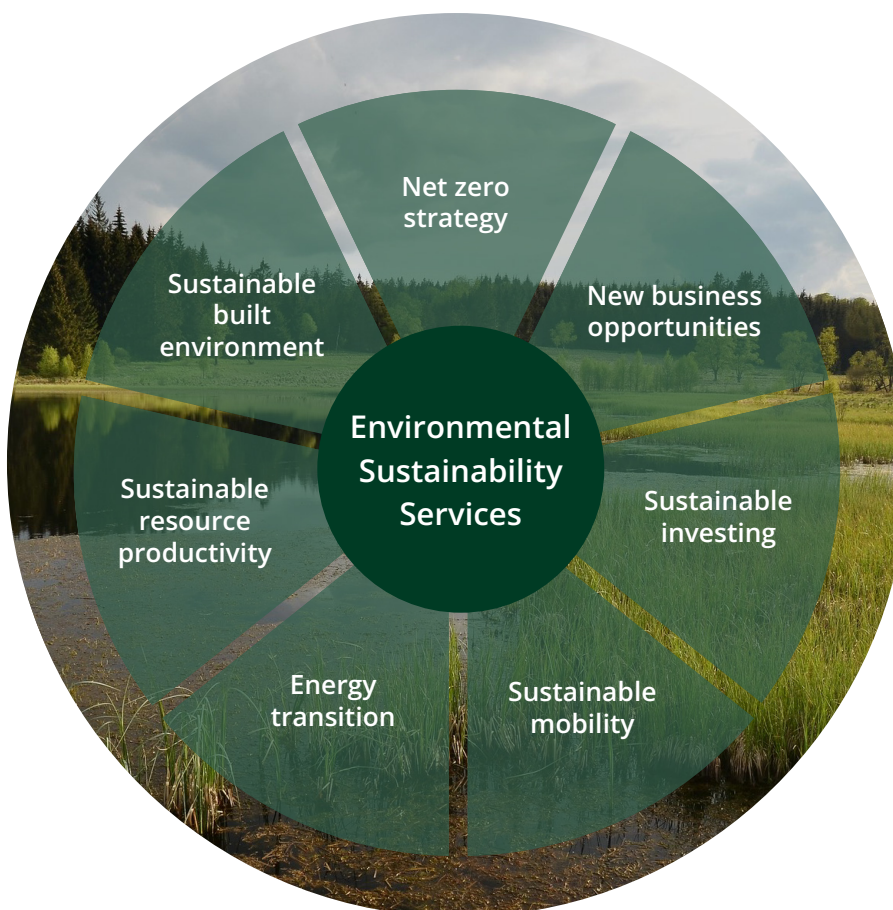 Net zero
strategy
New business
opportunities
Sustainable
investing
Sustainable
mobility
Energy
transition
Sustainable
resource
productivity
Sustainable
built
environment
Environmental
Sustainability
Services